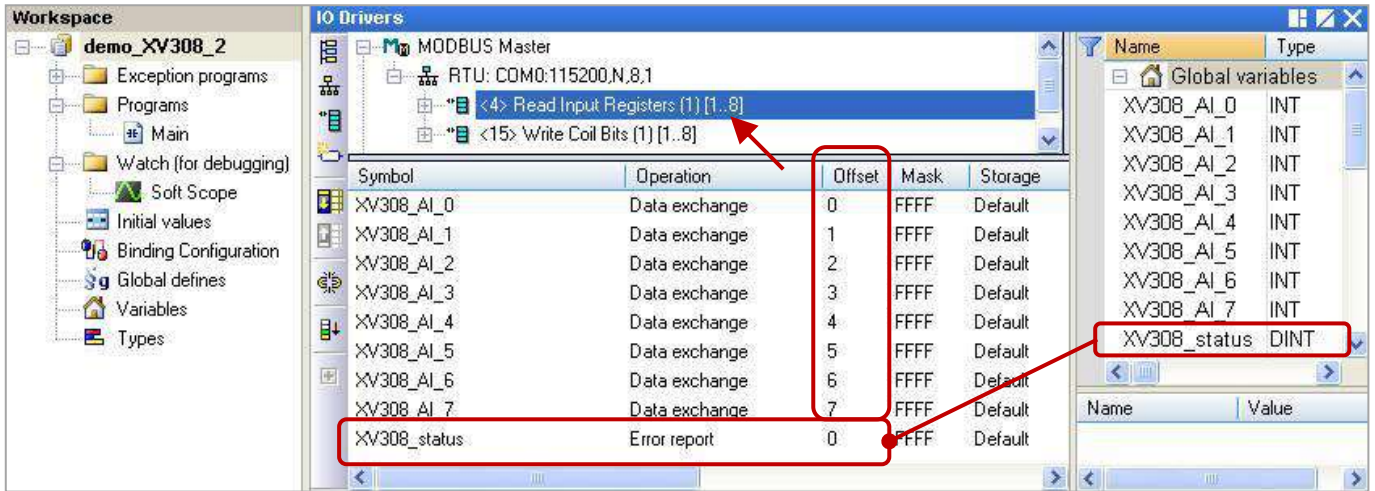 Workspace
demo_XV308_2
Exception programs
Programs
Main
Watch (for debugging)
Soft Scope
Initial values
Binding Configuration
Global defines
Variables
Types
IO Drivers
MODBUS Master
RTU: COM0:115200,N,8,1
<4> Read Input Registers (1) [1..8]
<15> Write Coil Bits (1) [1..8]
Symbol Operation Offset Mask Storage
XV308_AI_0 Data exchange 0 FFFF Default
XV308_AI_1 Data exchange 1 FFFF Default
XV308_AI_2 Data exchange 2 FFFF Default
XV308_AI_3 Data exchange 3 FFFF Default
XV308_AI_4 Data exchange 4 FFFF Default
XV308_AI_5 Data exchange 5 FFFF Default
XV308_AI_6 Data exchange 6 FFFF Default
XV308_AI_7 Data exchange 7 FFFF Default
XV308_status Error report 0 FFFF Default
Name Type
Global variables
XV308_AI_0 INT
XV308_AI_1 INT
XV308_AI_2 INT
XV308_AI_3 INT
XV308_AI_4 INT
XV308_AI_5 INT
XV308_AI_6 INT
XV308_AI_7 INT
XV308_status DINT
Name Value